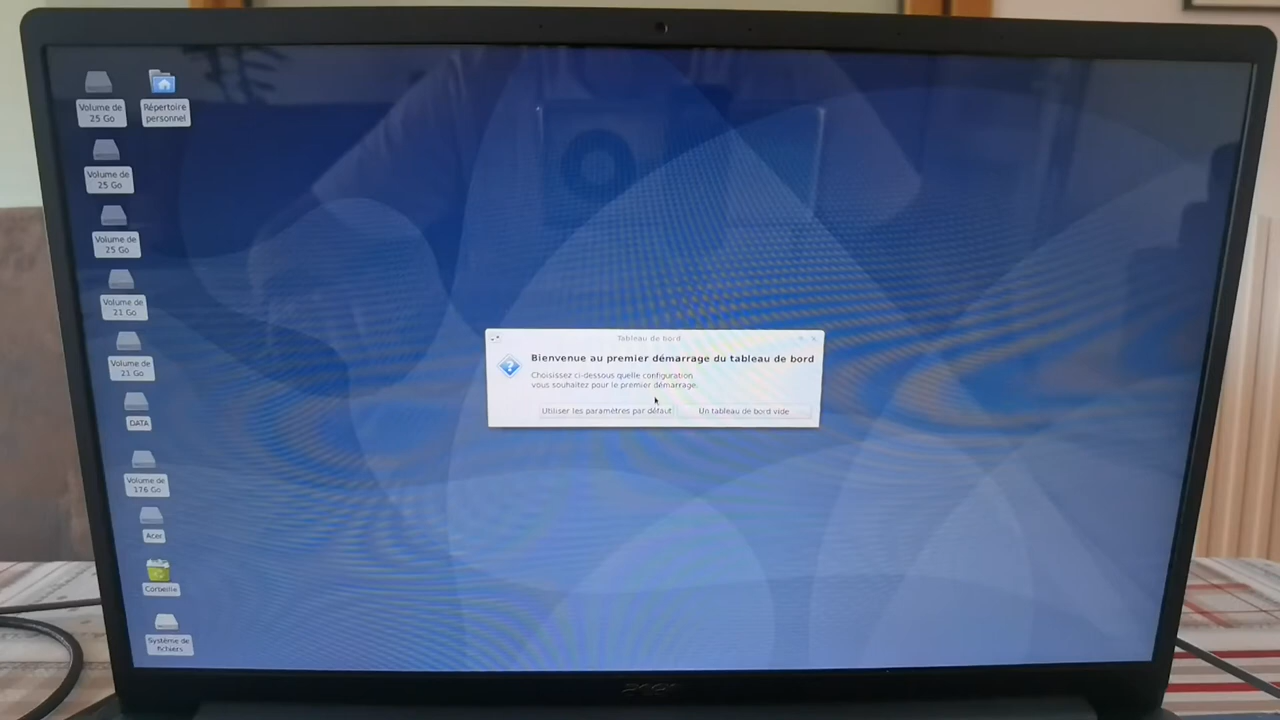 Volume de
25 Go
Répertoire
personnel
Volume de
25 Go
Volume de
25 Go
Volume de
21 Go
Volume de
21 Go
DATA
Volume de
176 Go
Acer
Corbeille
Système de
fichiers
Tableau de bord
Bienvenue au premier démarrage du tableau de bord
Choisissez ci-dessous quelle configuration
vous souhaitez pour le premier démarrage.
Utiliser les paramètres par défaut
Un tableau de bord vide
acer